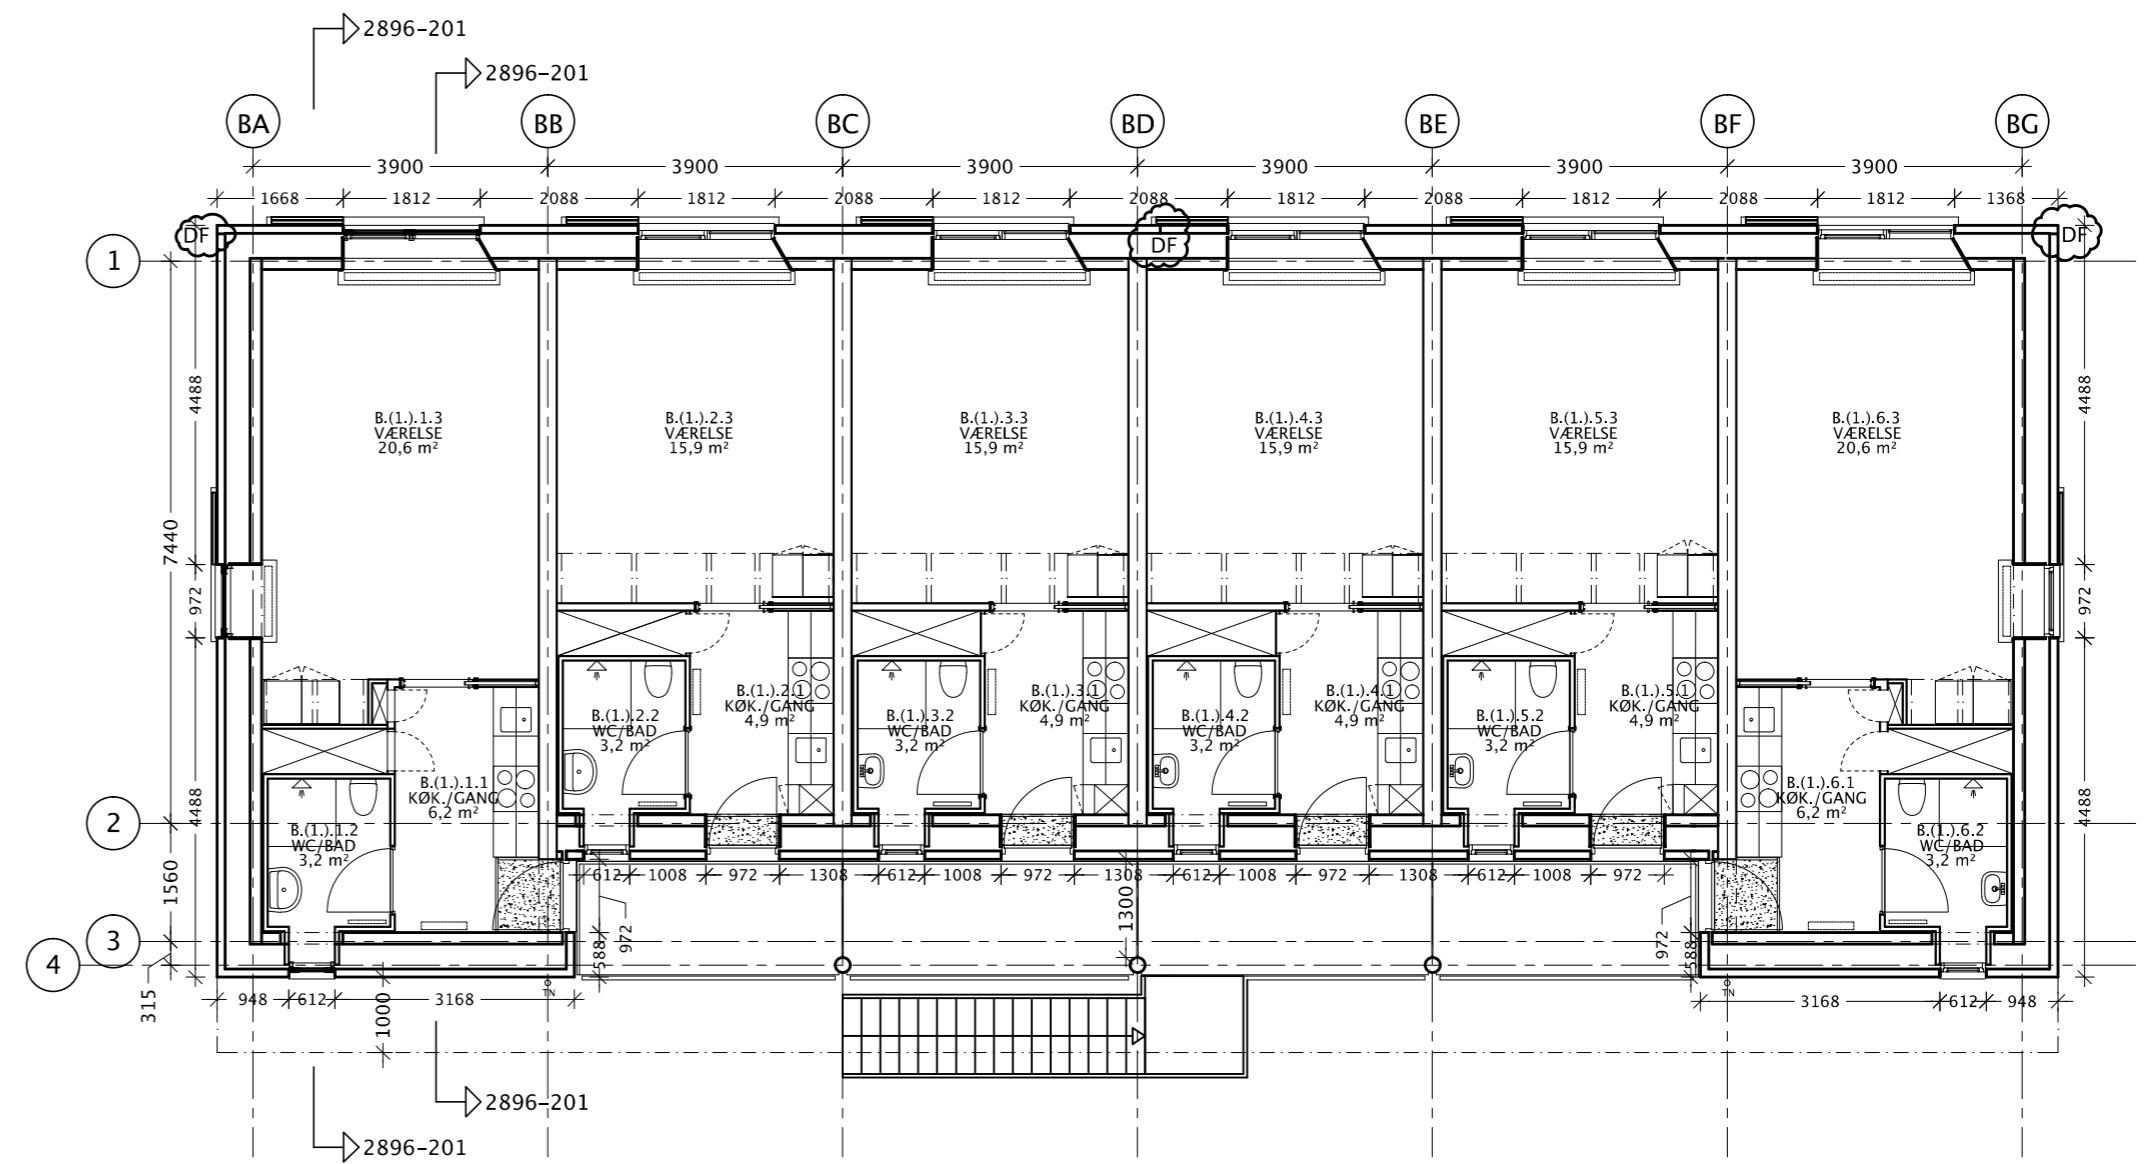 2896-201
2896-201
BA BB BC BD BE BF BG
3900 3900 3900 3900 3900 3900
1668 1812 2088 1812 2088 1812 2088 1812 2088 1812 2088 1812 1368
DF DF DF
1
4488 4488
B.(1.).1.3
VÆRELSE
20,6 m²
B.(1.).2.3
VÆRELSE
15,9 m²
B.(1.).3.3
VÆRELSE
15,9 m²
B.(1.).4.3
VÆRELSE
15,9 m²
B.(1.).5.3
VÆRELSE
15,9 m²
B.(1.).6.3
VÆRELSE
20,6 m²
7440
972 972
B.(1.).2.1
KØK./GANG
4,9 m²
B.(1.).3.1
KØK./GANG
4,9 m²
B.(1.).4.1
KØK./GANG
4,9 m²
B.(1.).5.1
KØK./GANG
4,9 m²
B.(1.).2.2
WC/BAD
3,2 m²
B.(1.).3.2
WC/BAD
3,2 m²
B.(1.).4.2
WC/BAD
3,2 m²
B.(1.).5.2
WC/BAD
3,2 m²
B.(1.).1.1
KØK./GANG
6,2 m²
B.(1.).6.1
KØK./GANG
6,2 m²
4488 4488
2
B.(1.).1.2
WC/BAD
3,2 m²
B.(1.).6.2
WC/BAD
3,2 m²
1560
612 1008 972 1308 612 1008 972 1308 612 1008 972 1308 612 1008 972
1300
972 972
588 588
3
4
315
TN TN
948 612 3168
3168 612 948
1000
2896-201
2896-201